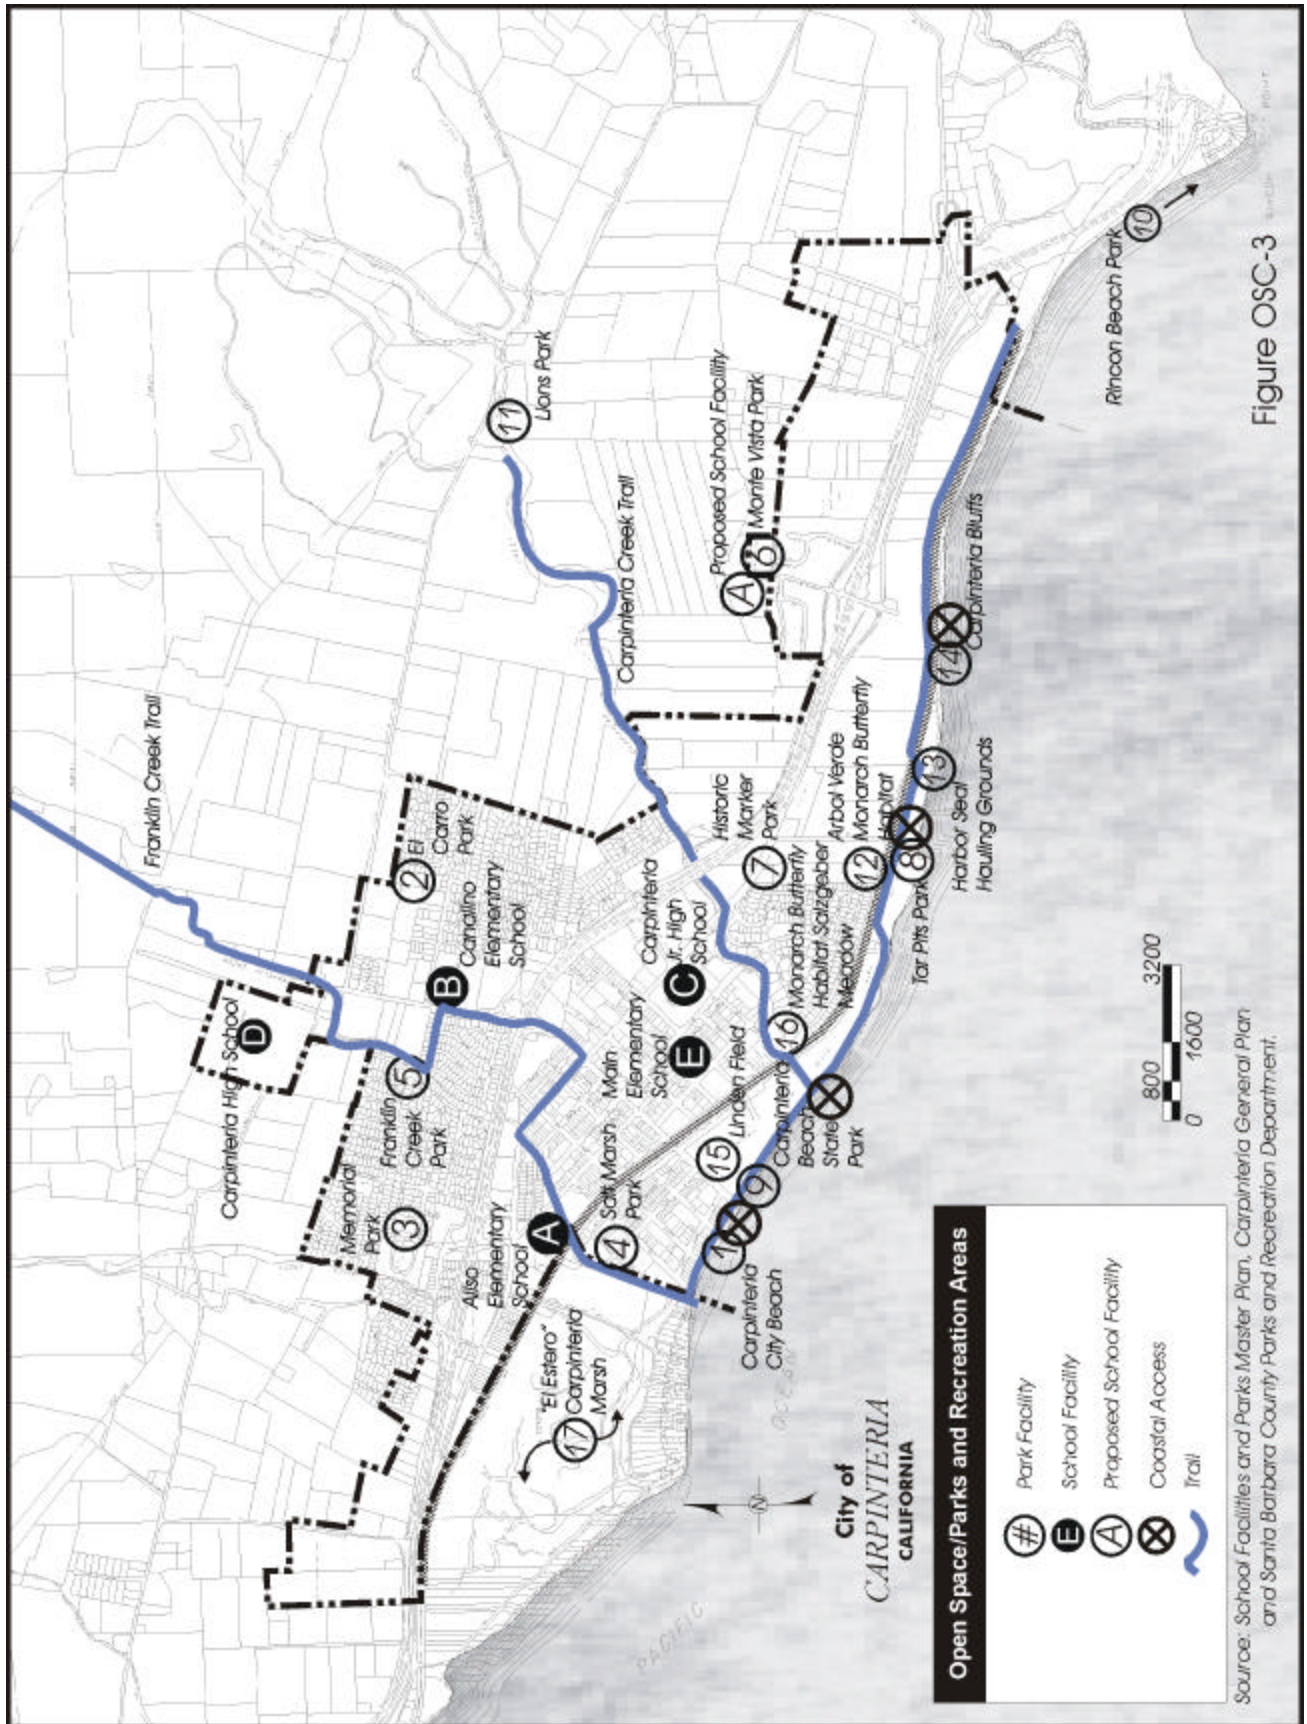 Franklin Creek Trail
Carpinteria High School
D
El
Carro
Park
2
Canalino
Elementary
School
B
5
Franklin
Creek
Park
Memorial
Park
3
Aliso
Elementary
School
A
11
Lions Park
Carpinteria Creek Trail
Proposed School Facility
A
6
Monte Vista Park
Carpinteria
Jr. High
School
C
Main
Elementary
School
E
Historic
Marker
Park
7
Salt Marsh
Park
4
"El Estero"
Carpinteria
Marsh
17
Linden Field
15
16
Monarch Butterfly
Habitat Salzgeber
Meadow
Arbol Verde
Monarch Butterfly
Habitat
12
8
Tar Pits Park
13
Harbor Seal
Hauling Grounds
14
Carpinteria Bluffs
Carpinteria
Beach
State
Park
9
1
Carpinteria
City Beach
Rincon Beach Park
10
PACIFIC
OCEAN
N
City of
CARPINTERIA
CALIFORNIA
800
3200
0
1600
Open Space/Parks and Recreation Areas
# Park Facility
E School Facility
A Proposed School Facility
Coastal Access
Trail
Source: School Facilities and Parks Master Plan, Carpinteria General Plan
and Santa Barbara County Parks and Recreation Department.
Figure OSC-3